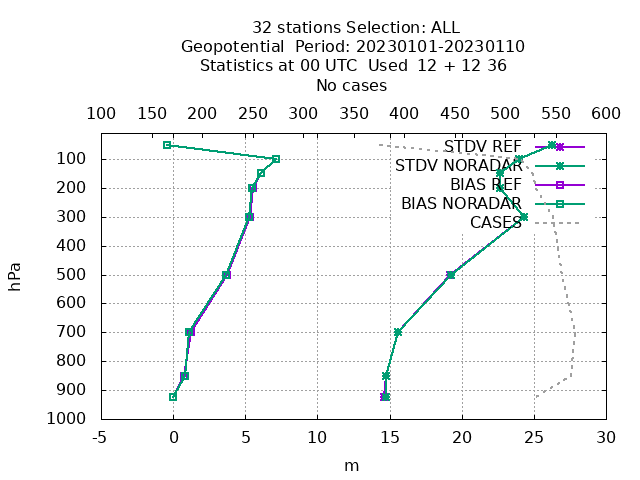 32 stations Selection: ALL
Geopotential  Period: 20230101-20230110
Statistics at 00 UTC  Used  12 + 12 36
No cases
100 150 200 250 300 350 400 450 500 550 600
STDV REF
100
STDV NORADAR
BIAS REF
200
BIAS NORADAR
300
CASES
400
500
600
700
800
900
1000
hPa
-5 0 5 10 15 20 25 30
m